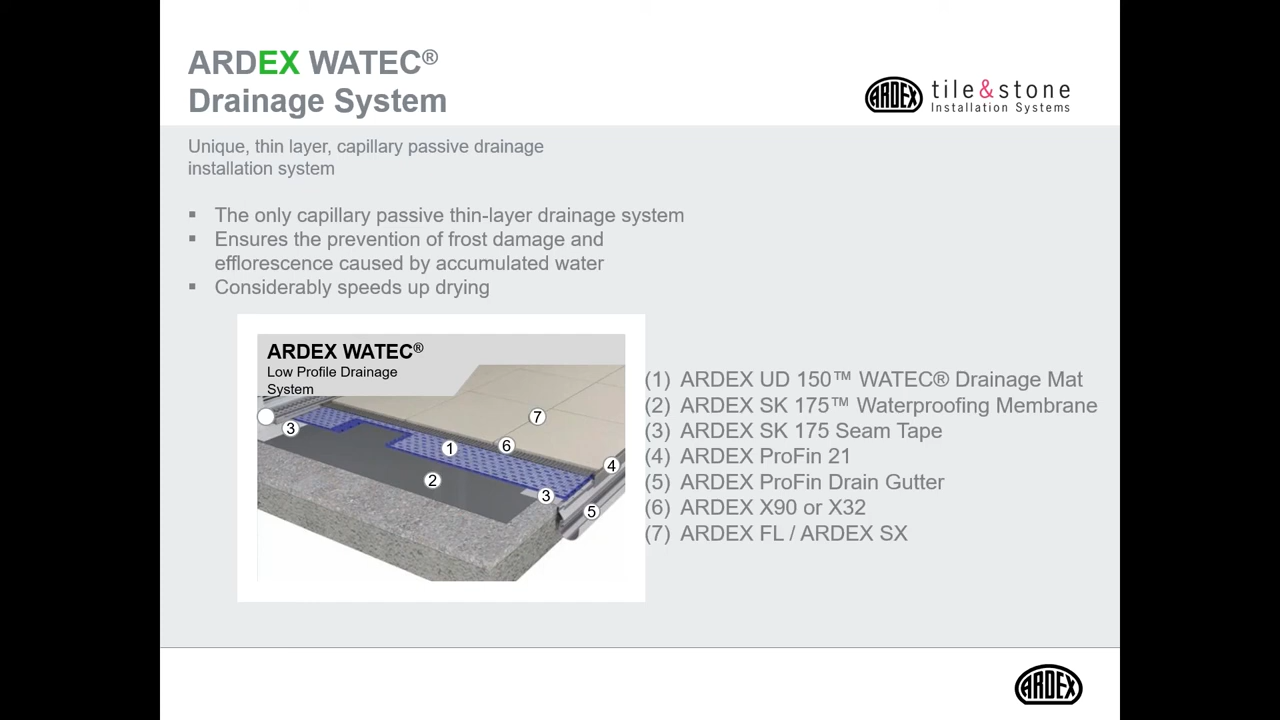 ARDEX WATEC®
Drainage System
ARDEX
tile&stone
Installation Systems
Unique, thin layer, capillary passive drainage
installation system
▪ The only capillary passive thin-layer drainage system
▪ Ensures the prevention of frost damage and
efflorescence caused by accumulated water
▪ Considerably speeds up drying
ARDEX WATEC®
Low Profile Drainage
System
3
7
1
6
4
2
3
5
(1) ARDEX UD 150™ WATEC® Drainage Mat
(2) ARDEX SK 175™ Waterproofing Membrane
(3) ARDEX SK 175 Seam Tape
(4) ARDEX ProFin 21
(5) ARDEX ProFin Drain Gutter
(6) ARDEX X90 or X32
(7) ARDEX FL / ARDEX SX
ARDEX